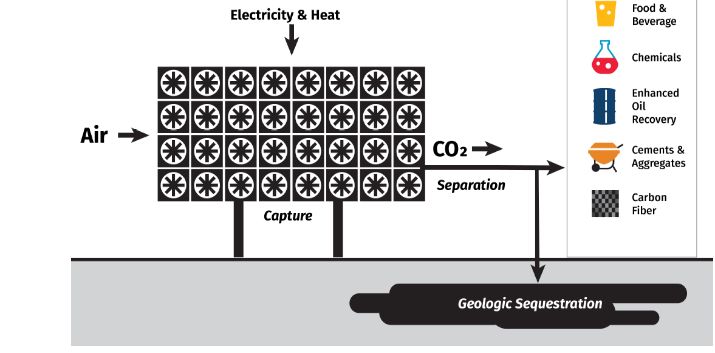 Electricity & Heat
Air
CO₂
Separation
Capture
Geologic Sequestration
Food &
Beverage
Chemicals
Enhanced
Oil
Recovery
Cements &
Aggregates
Carbon
Fiber